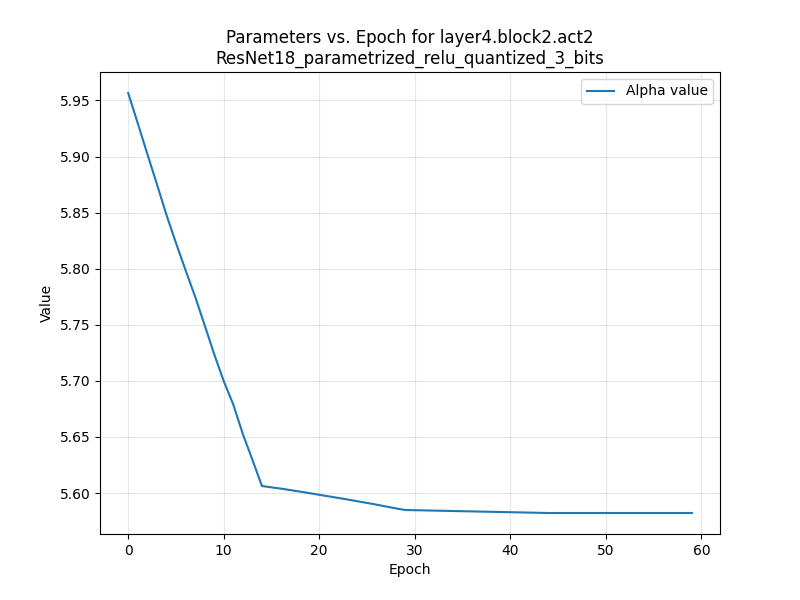 Parameters vs. Epoch for layer4.block2.act2
ResNet18_parametrized_relu_quantized_3_bits
Alpha value
5.95
5.90
5.85
5.80
5.75
5.70
5.65
5.60
Value
0 10 20 30 40 50 60
Epoch